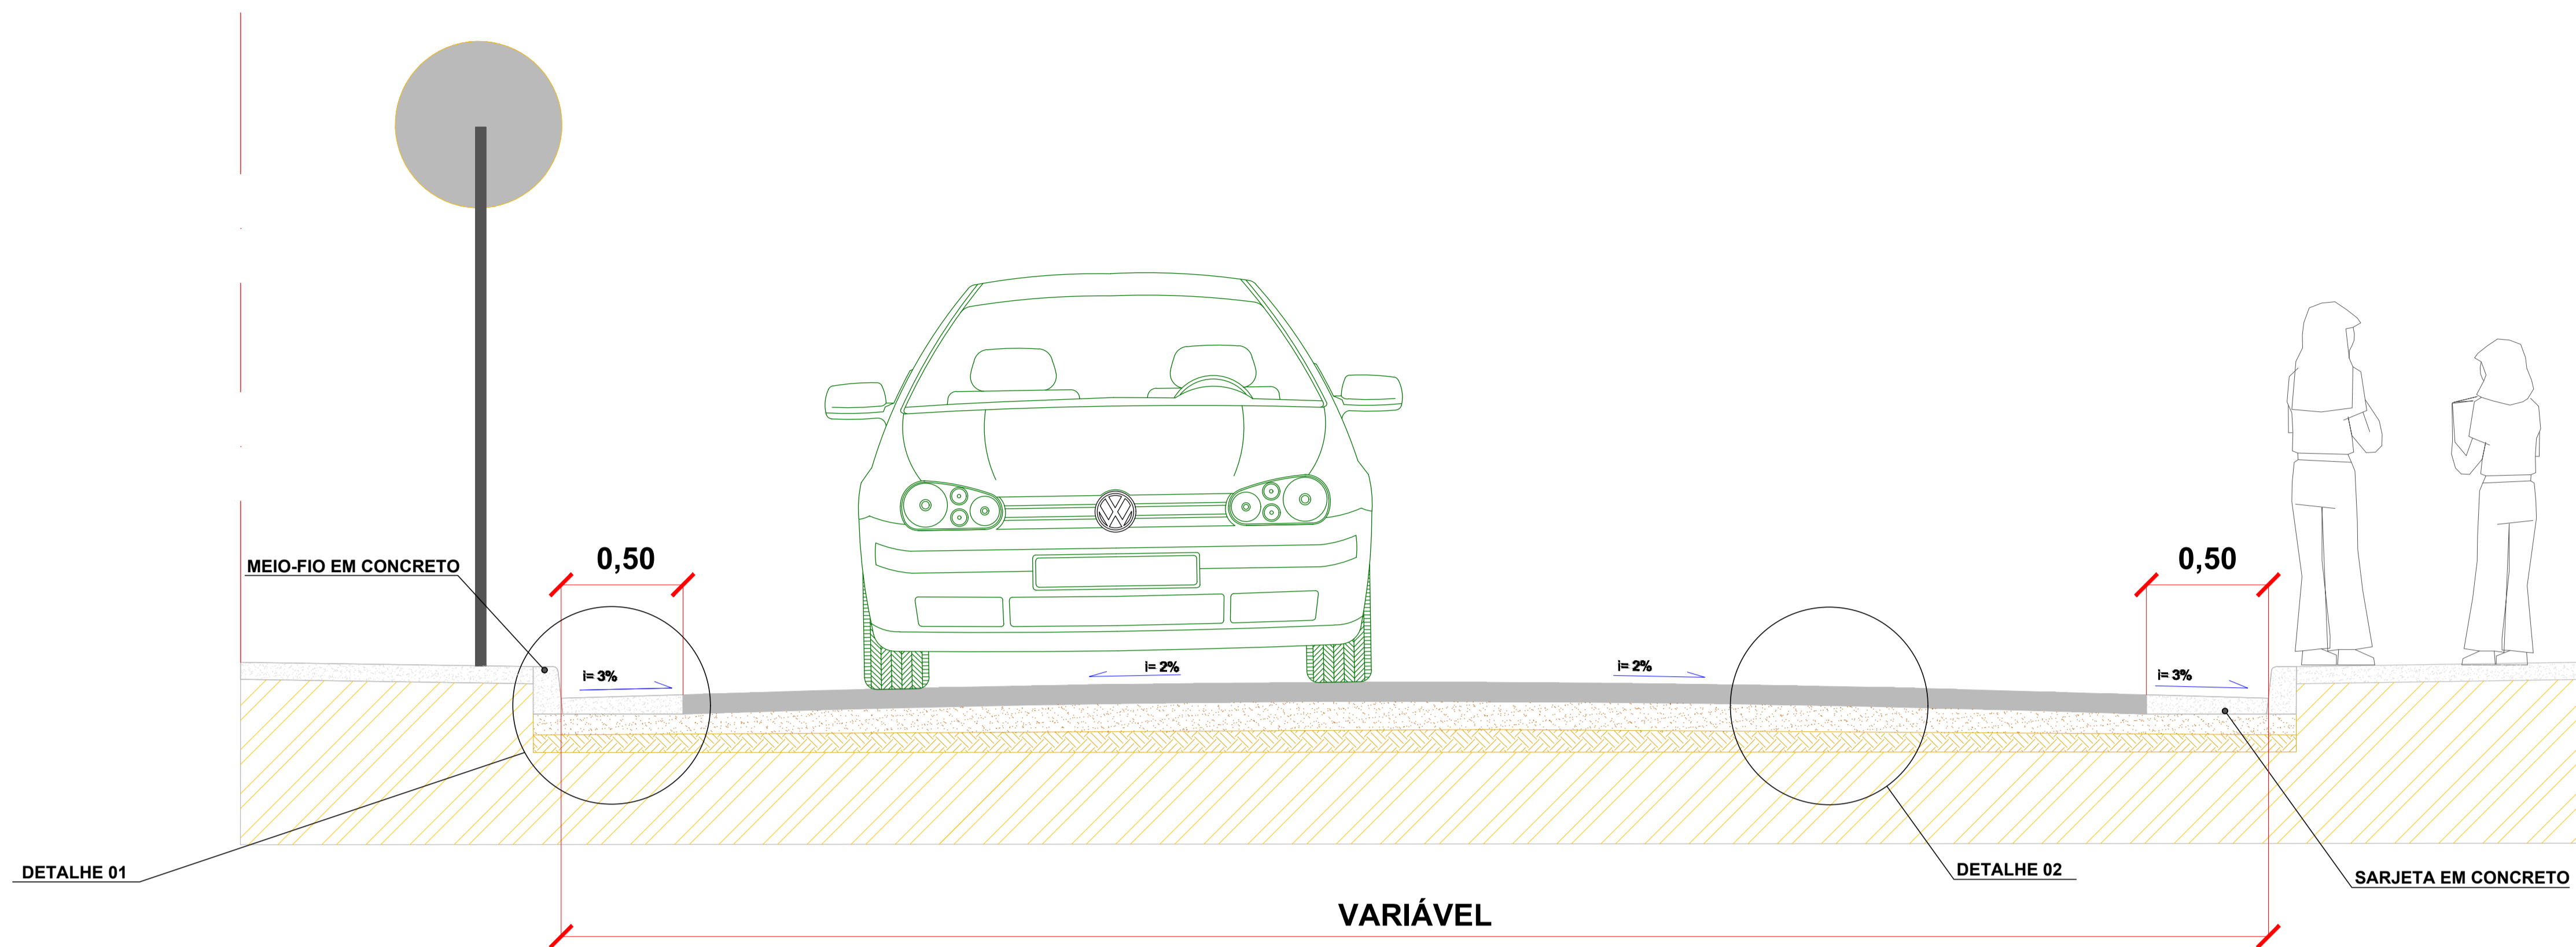 0,50
0,50
MEIO-FIO EM CONCRETO
i= 3%
i= 2%
i= 2%
i= 3%
DETALHE 01
DETALHE 02
SARJETA EM CONCRETO
VARIÁVEL